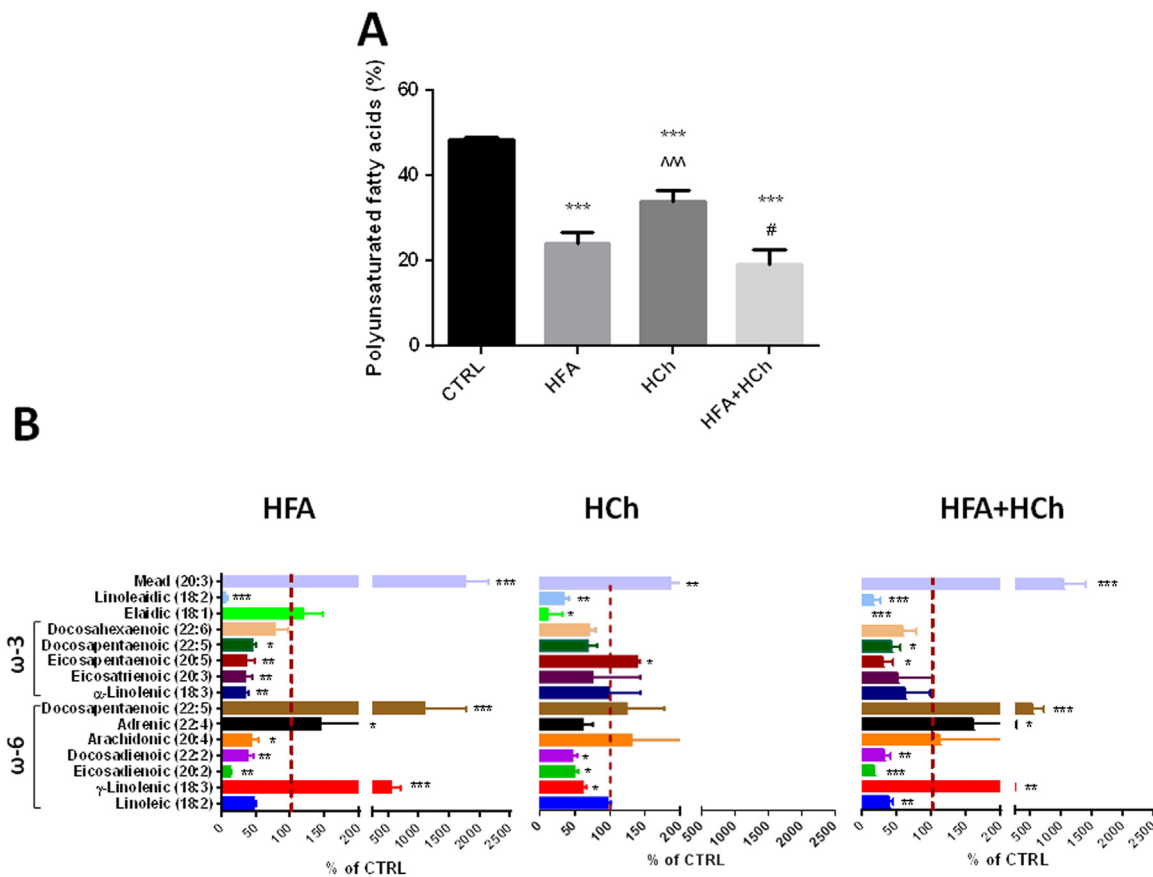 A
Polyunsaturated fatty acids (%)
60
40
20
0
***
***
^^^
***
#
CTRL
HFA
HCh
HFA+HCh
B
HFA
HCh
HFA+HCh
ω-3
ω-6
Mead (20:3)
Linoleaidic (18:2)
Elaidic (18:1)
Docosahexaenoic (22:6)
Docosapentaenoic (22:5)
Eicosapentaenoic (20:5)
Eicosatrienoic (20:3)
α-Linolenic (18:3)
Docosapentaenoic (22:5)
Adrenic (22:4)
Arachidonic (20:4)
Docosadienoic (22:2)
Eicosadienoic (20:2)
γ-Linolenic (18:3)
Linoleic (18:2)
***
***
*
**
**
**
***
*
*
**
**
***
**
**
*
*
*
*
*
***
***
***
*
*
***
*
**
***
**
**
0 50 100 150 200 500 1000 1500 2000 2500
0 50 100 150 200 500 1000 1500 2000 2500
0 50 100 150 200 400 500 1000 1500 2000 2500
% of CTRL
% of CTRL
% of CTRL